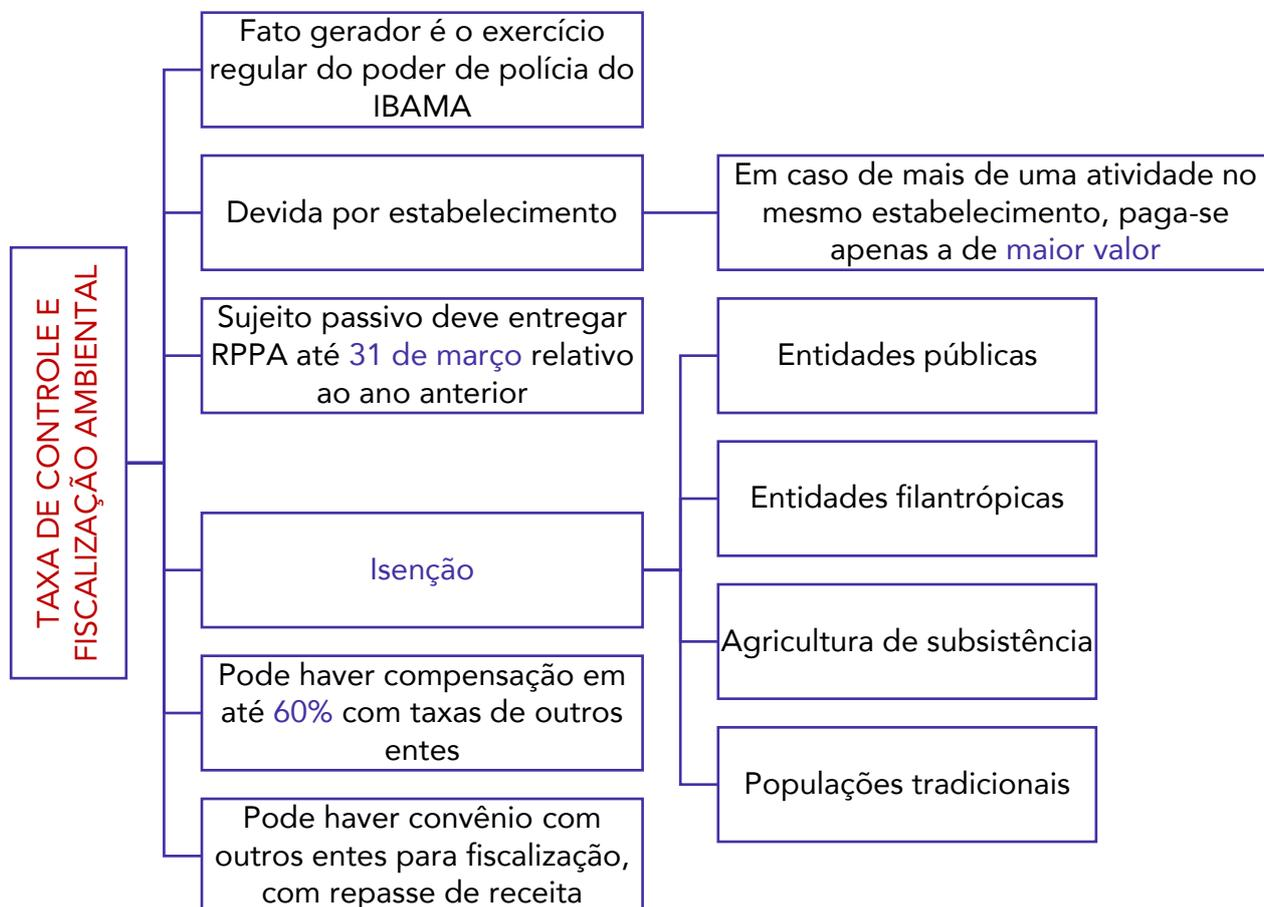 TAXA DE CONTROLE E
FISCALIZAÇÃO AMBIENTAL
Fato gerador é o exercício
regular do poder de polícia do
IBAMA
Devida por estabelecimento
Em caso de mais de uma atividade no
mesmo estabelecimento, paga-se
apenas a de maior valor
Sujeito passivo deve entregar
RPPA até 31 de março relativo
ao ano anterior
Isenção
Entidades públicas
Entidades filantrópicas
Agricultura de subsistência
Populações tradicionais
Pode haver compensação em
até 60% com taxas de outros
entes
Pode haver convênio com
outros entes para fiscalização,
com repasse de receita